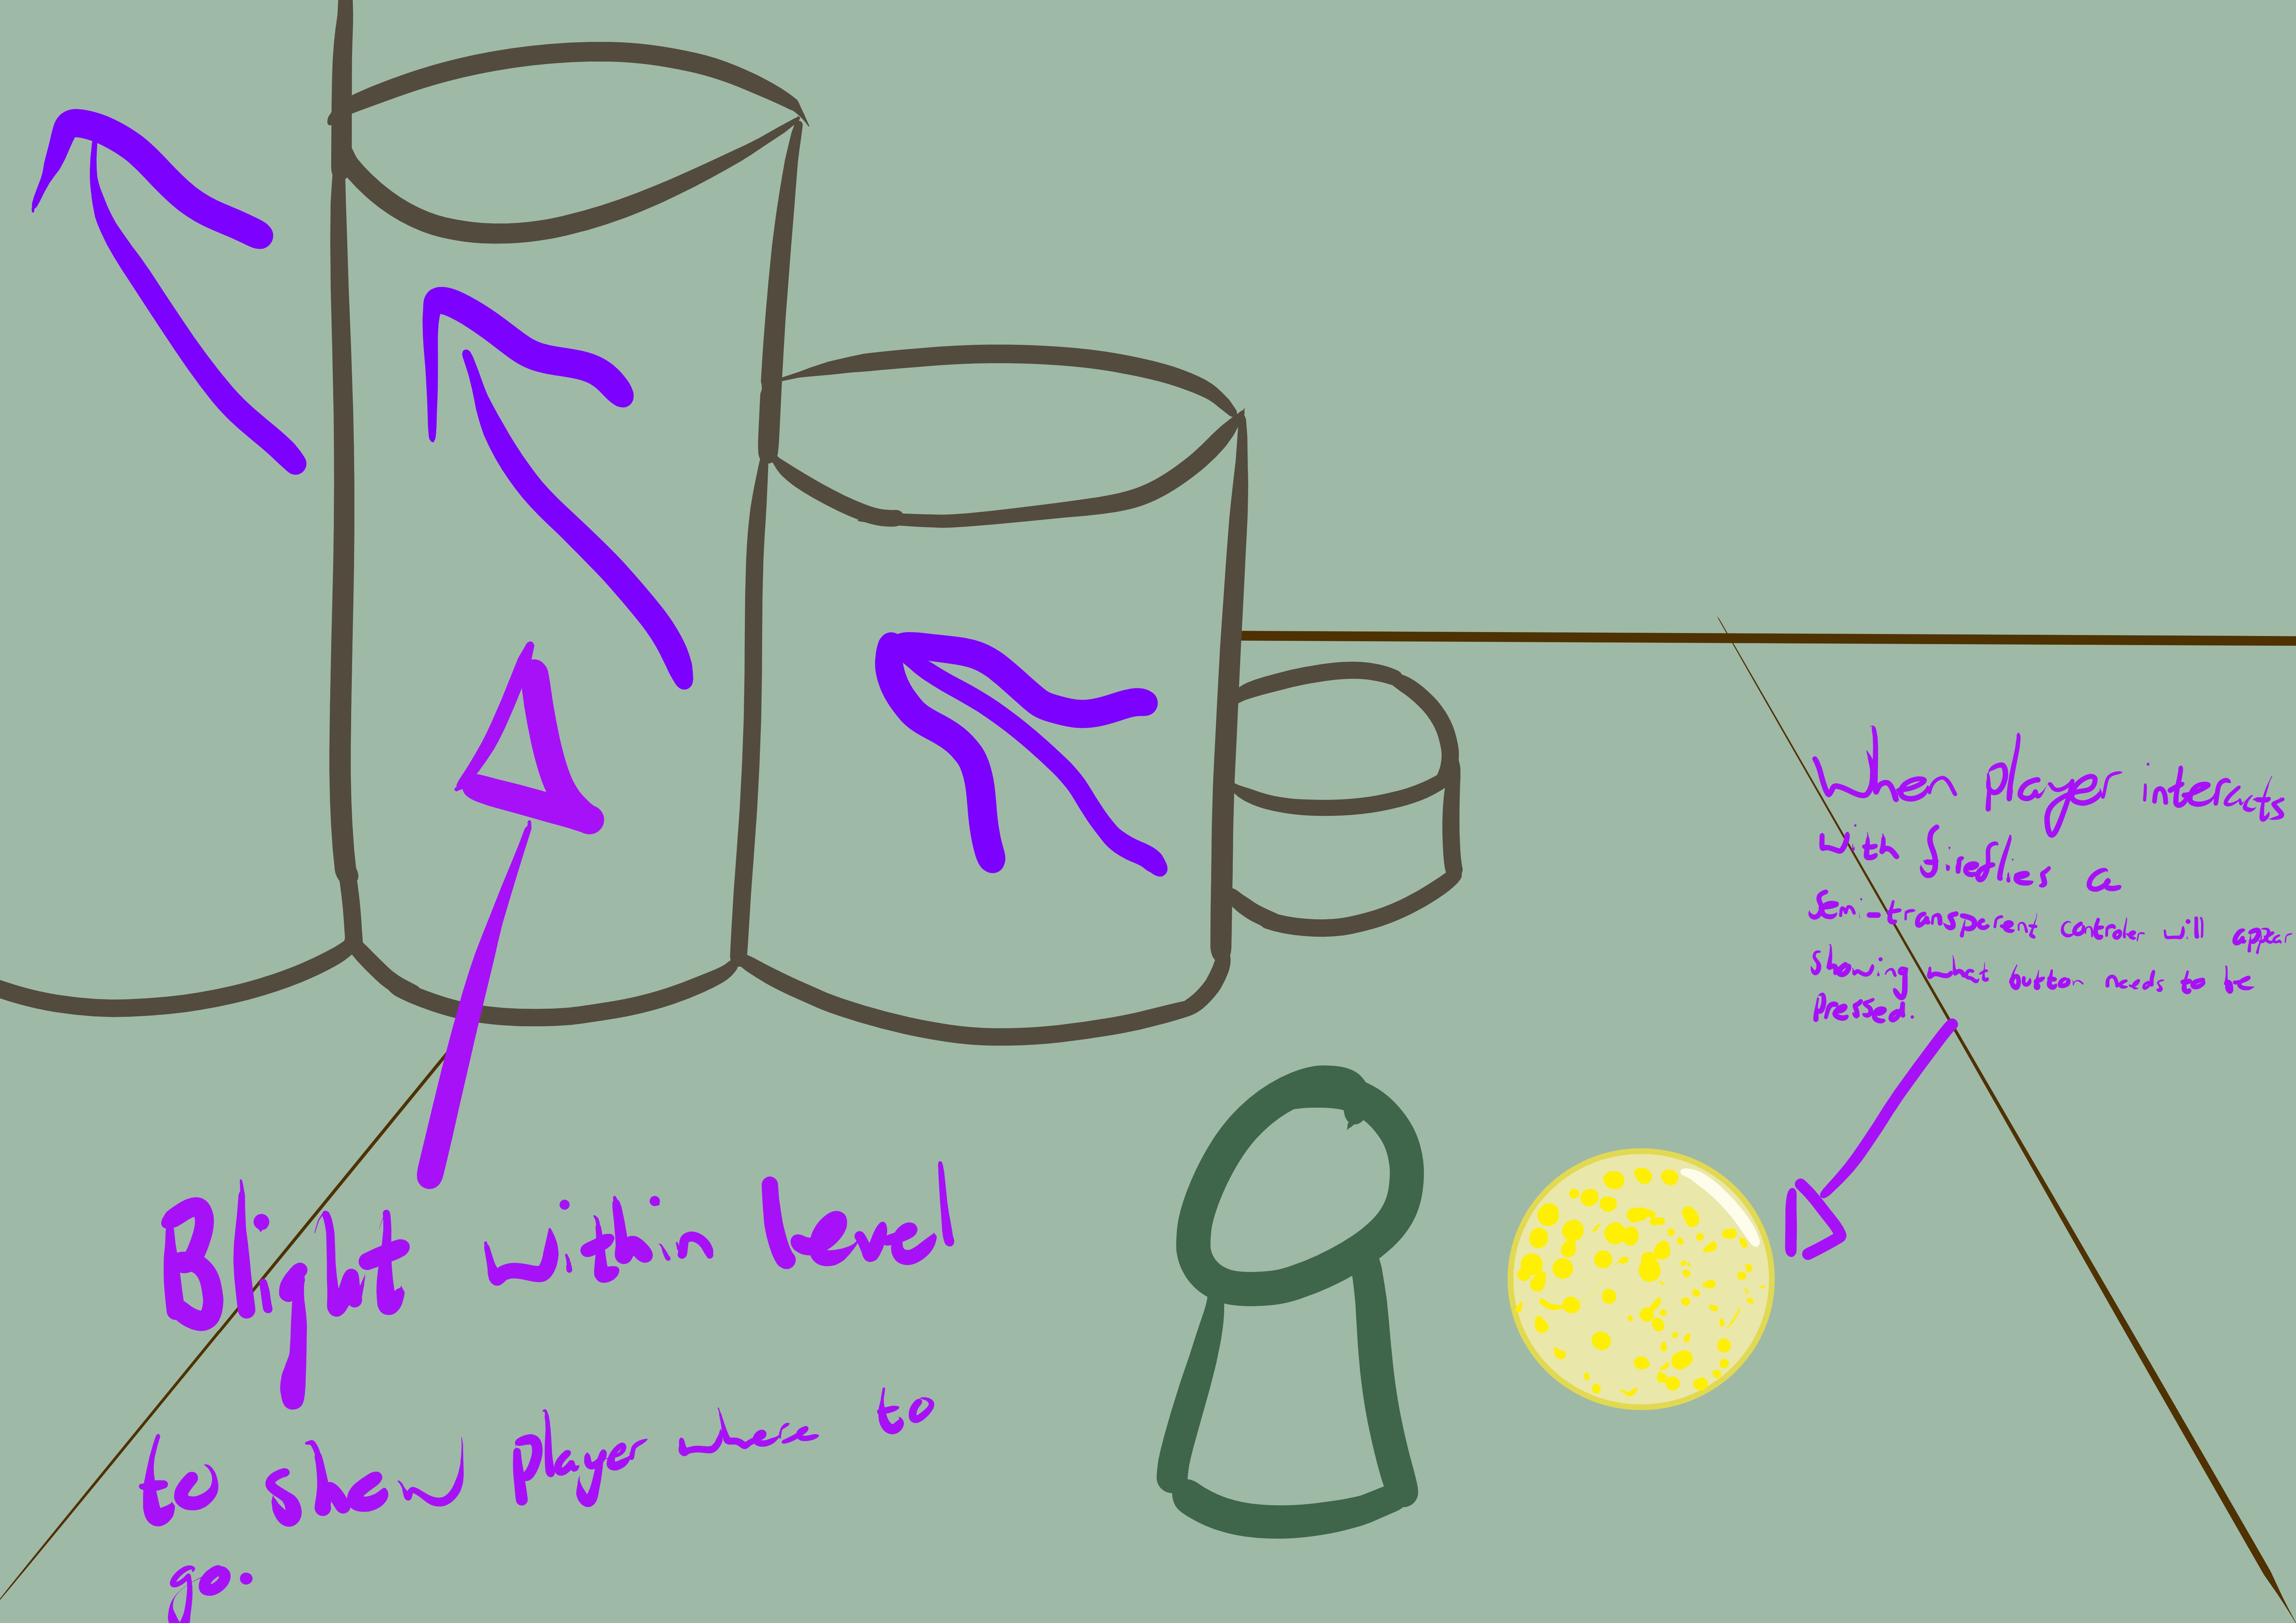 When player interacts
with fireflies a
Semi-transperent controler will appear
showing what button needs to be
pressed.
Blight within level
to show player where to
go.